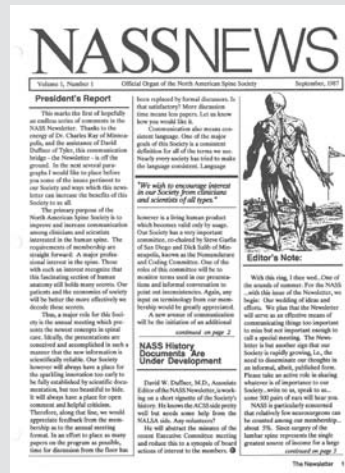 NASSNEWS
Volume 1, Number 1
Official Organ of the North American Spine Society
September, 1987
President's Report
This marks the first of hopefully
an endless series of comments in the
NASS Newsletter. Thanks to the
energy of Dr. Charles Ray of Minnea-
polis, and the assistance of David
Duffner of Tyler, this communication
bridge - the Newsletter - is off the
ground. In the next several para-
graphs I would like to place before
you some of the issues pertinent to
our Society and ways which this news-
letter can increase the benefits of this
Society to us all.
The primary purpose of the
North American Spine Society is to
improve and increase communication
among clinicians and scientists
interested in the human spine. The
requirements of membership are
straight forward. A major profes-
sional interest is the spine. Those
with such an interest recognize that
this fascinating section of human
anatomy still holds many secrets. Our
patients and the economics of society
will be better the more effectively we
decode these secrets.
Thus, a major role for this Soci-
ety is the annual meeting which pre-
sents the newest concepts in spinal
care. Ideally, the presentations are
conceived and accomplished in such a
manner that the new information is
scientifically reliable. Our Society
however will always have a place for
the sparkling innovation too early to
be fully established by scientific docu-
mentation, but too beautiful to hide.
It will always have a place for open
comment and helpful criticism.
Therefore, along that line, we would
appreciate feedback from the mem-
bership as to the annual meeting
format. In an effort to place as many
papers on the program as possible,
time for discussion from the floor has
been replaced by formal discussers. Is
that satisfactory? More discussion
time means less papers. Let us know
how you would like it.
Communication also means con-
sistent language. One of the major
goals of this Society is a consistent
definition for all of the terms we use.
Nearly every society has tried to make
the language consistent. Language
"We wish to encourage interest
in our Society from clinicians
and scientists of all types."
however is a living human product
which becomes valid only by usage.
Our Society has a very important
committee, co-chaired by Steve Garfin
of San Diego and Dick Salib of Min-
neapolis, known as the Nomenclature
and Coding Committee. One of the
roles of this committee will be to
monitor terms used in our presenta-
tions and informal conversation to
point out inconsistencies. Again, any
input on terminology from our mem-
bership would be greatly appreciated.
A new avenue of communication
will be the initiation of an additional
continued on page 2
NASS History
Documents Are
Under Development
David W. Duffner, M.D., Associate
Editor of the NASS Newsletter, is work-
ing on a short vignette of the Society's
history. He knows the ACSS side pretty
well but needs some help from the
NALSA side. Any volunteers?
He will abstract the minutes of the
recent Executive Committee meeting
and reduce this to a synopsis of board
actions of interest to the members.
Editor's Note:
With this ring, I thee wed...One of
the sounds of summer. For the NASS
...with this issue of the Newsletter, we
begin: Our wedding of ideas and
efforts. We plan that the Newsletter
will serve as an effective means of
communicating things too important
to miss but not important enough to
call a special meeting. The News-
letter is but another sign that our
Society is rapidly growing, i.e., the
need to disseminate our thoughts in
an informal, albeit, published form.
Please take an active role in sharing
whatever is of importance to our
Society...write to us, speak to us...
some 300 pairs of ears will hear you.
NASS is particularly concerned
that relatively few neurosurgeons can
be counted among our membership...
about 5%. Since surgery of the
lumbar spine represents the single
greatest source of income for a large
continued on page 3
The Newsletter 1